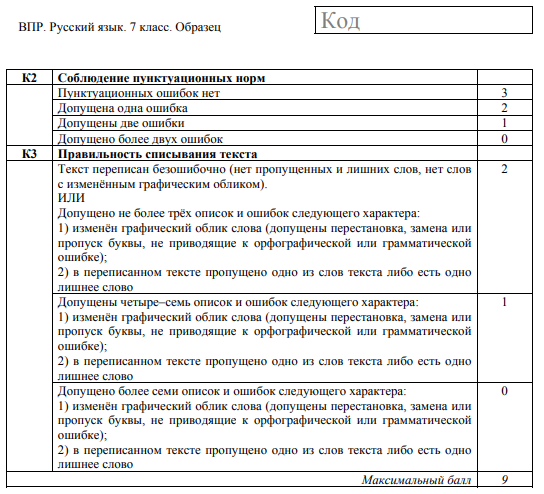 ВПР. Русский язык. 7 класс. Образец
Код
К2 Соблюдение пунктуационных норм
Пунктуационных ошибок нет 3
Допущена одна ошибка 2
Допущены две ошибки 1
Допущено более двух ошибок 0
К3 Правильность списывания текста
Текст переписан безошибочно (нет пропущенных и лишних слов, нет слов 2
с изменённым графическим обликом).
ИЛИ
Допущено не более трёх описок и ошибок следующего характера:
1) изменён графический облик слова (допущены перестановка, замена или
пропуск буквы, не приводящие к орфографической или грамматической
ошибке);
2) в переписанном тексте пропущено одно из слов текста либо есть одно
лишнее слово
Допущены четыре–семь описок и ошибок следующего характера: 1
1) изменён графический облик слова (допущены перестановка, замена или
пропуск буквы, не приводящие к орфографической или грамматической
ошибке);
2) в переписанном тексте пропущено одно из слов текста либо есть одно
лишнее слово
Допущено более семи описок и ошибок следующего характера: 0
1) изменён графический облик слова (допущены перестановка, замена или
пропуск буквы, не приводящие к орфографической или грамматической
ошибке);
2) в переписанном тексте пропущено одно из слов текста либо есть одно
лишнее слово
Максимальный балл 9